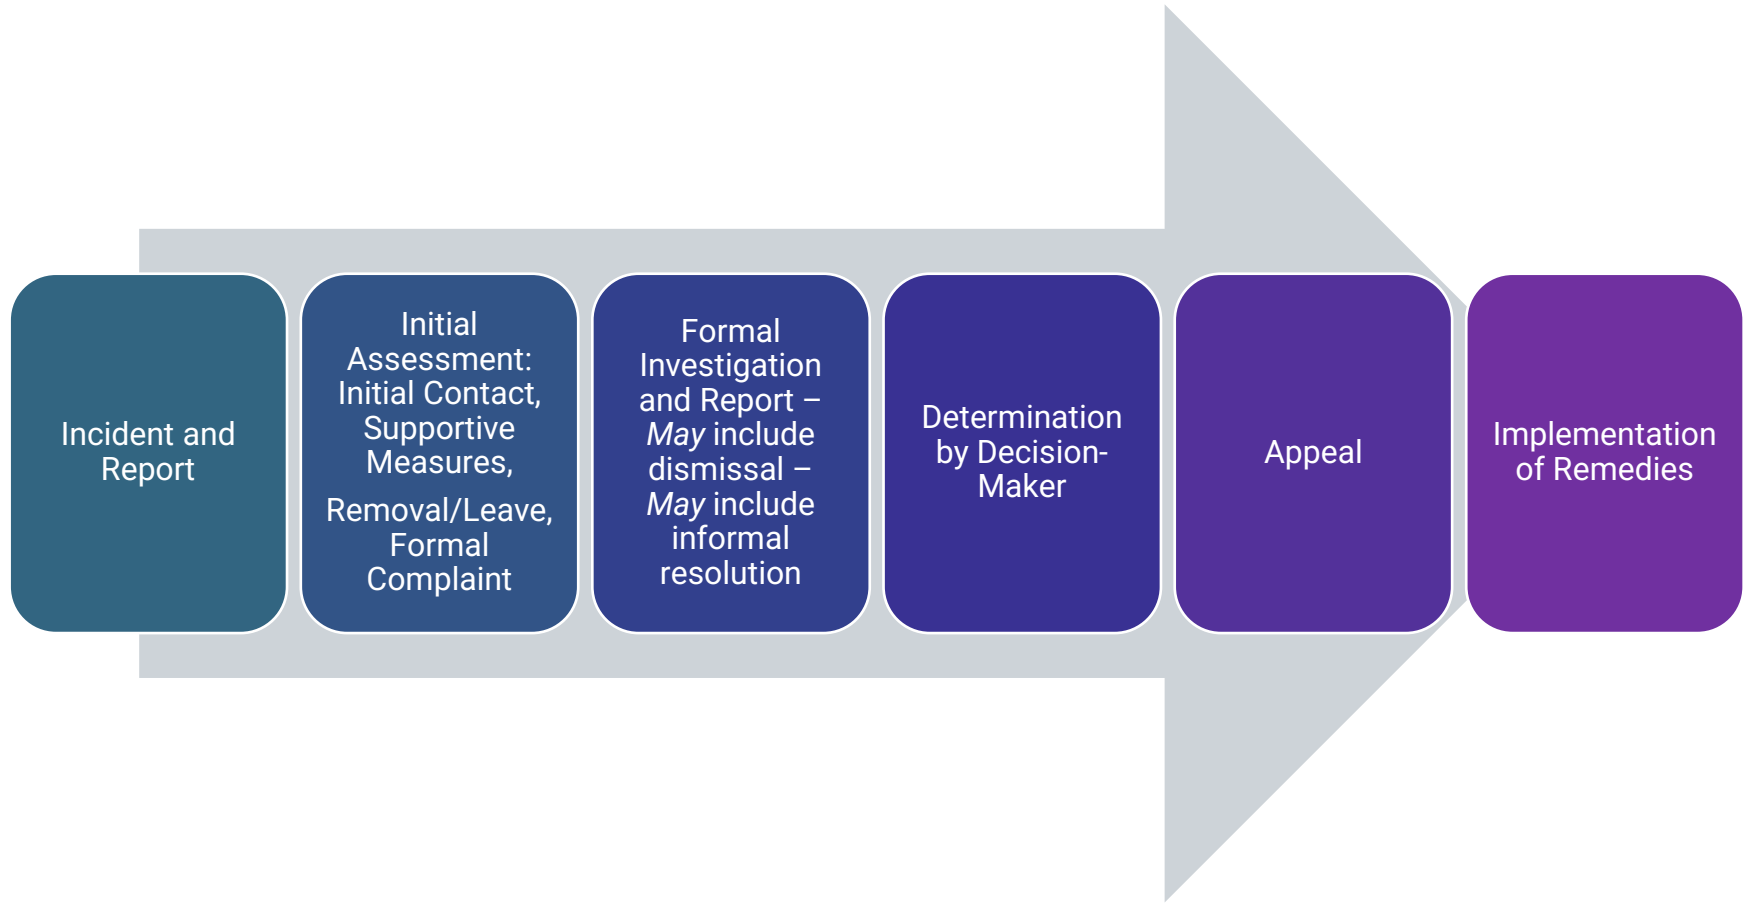 Incident and
Report
Initial
Assessment:
Initial Contact,
Supportive
Measures,
Removal/Leave,
Formal
Complaint
Formal
Investigation
and Report –
May include
dismissal –
May include
informal
resolution
Determination
by Decision-
Maker
Appeal
Implementation
of Remedies